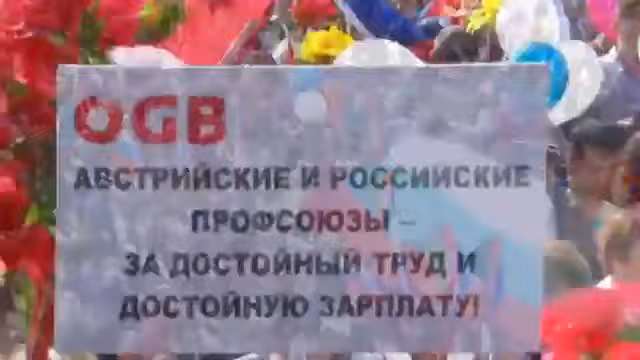 ÖGB
АВСТРИЙСКИЕ И РОССИЙСКИЕ
ПРОФСОЮЗЫ –
ЗА ДОСТОЙНЫЙ ТРУД И
ДОСТОЙНУЮ ЗАРПЛАТУ!